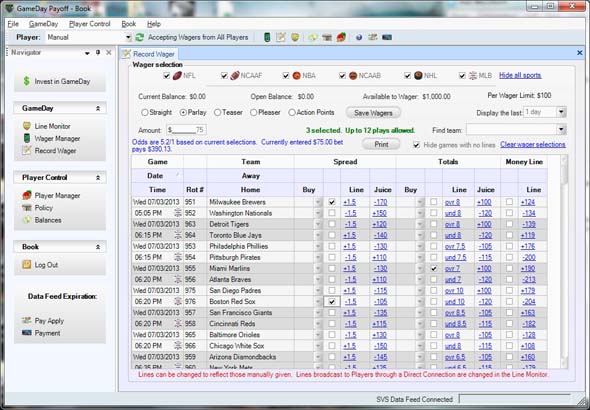 GameDay Payoff - Book
File GameDay Player Control Book Help
Player: Manual Accepting Wagers from All Players
Navigator
Record Wager
Wager selection
NFL NCAAF NBA NCAAB NHL MLB Hide all sports
Invest in GameDay
Current Balance: $0.00 Open Balance: $0.00 Available to Wager: $1,000.00 Per Wager Limit: $100
GameDay
Straight Parlay Teaser Pleaser Action Points Save Wagers Display the last: 1 day
Line Monitor
Amount: $______75 3 selected. Up to 12 plays allowed. Find team:
Wager Manager
Odds are 5.2/1 based on current selections. Currently entered $75.00 bet pays $390.13. Print Hide games with no lines Clear wager selections
Record Wager
Game Team Spread Totals Money Line
Date Away
Time Rot # Home Buy Line Juice Buy Line Juice Line
Player Control
Player Manager
Policy
Balances
Wed 07/03/2013 951 Milwaukee Brewers +1.5 -170 ovr 8 +100 +124
05:05 PM 952 Washington Nationals -1.5 +150 und 8 -120 -134
Wed 07/03/2013 963 Detroit Tigers +1.5 -140 ovr 8 +100 +139
06:15 PM 964 Toronto Blue Jays -1.5 +120 und 8 -120 -149
Wed 07/03/2013 953 Philadelphia Phillies +1.5 -130 ovr 7.5 -105 +176
06:15 PM 954 Pittsburgh Pirates -1.5 +110 und 7.5 -115 -200
Wed 07/03/2013 955 Miami Marlins +1.5 -130 ovr 7 +100 +190
06:20 PM 956 Atlanta Braves -1.5 +110 und 7 -120 -213
Wed 07/03/2013 975 San Diego Padres +1.5 -115 ovr 10 +100 +179
06:20 PM 976 Boston Red Sox -1.5 -105 und 10 -120 -204
Wed 07/03/2013 957 San Francisco Giants +1.5 -135 ovr 8.5 -105 +163
06:20 PM 958 Cincinnati Reds -1.5 +115 und 8.5 -115 -182
Wed 07/03/2013 965 Baltimore Orioles +1.5 -150 ovr 8 -105 +128
06:20 PM 966 Chicago White Sox -1.5 +130 und 8 -115 -138
Wed 07/03/2013 959 Arizona Diamondbacks +1.5 -145 ovr 6.5 -115 +160
06:35 PM 960 New York Mets
Book
Log Out
Data Feed Expiration:
Pay Apply
Payment
Lines can be changed to reflect those manually given. Lines broadcast to Players through a Direct Connection are changed in the Line Monitor.
SVS Data Feed Connected